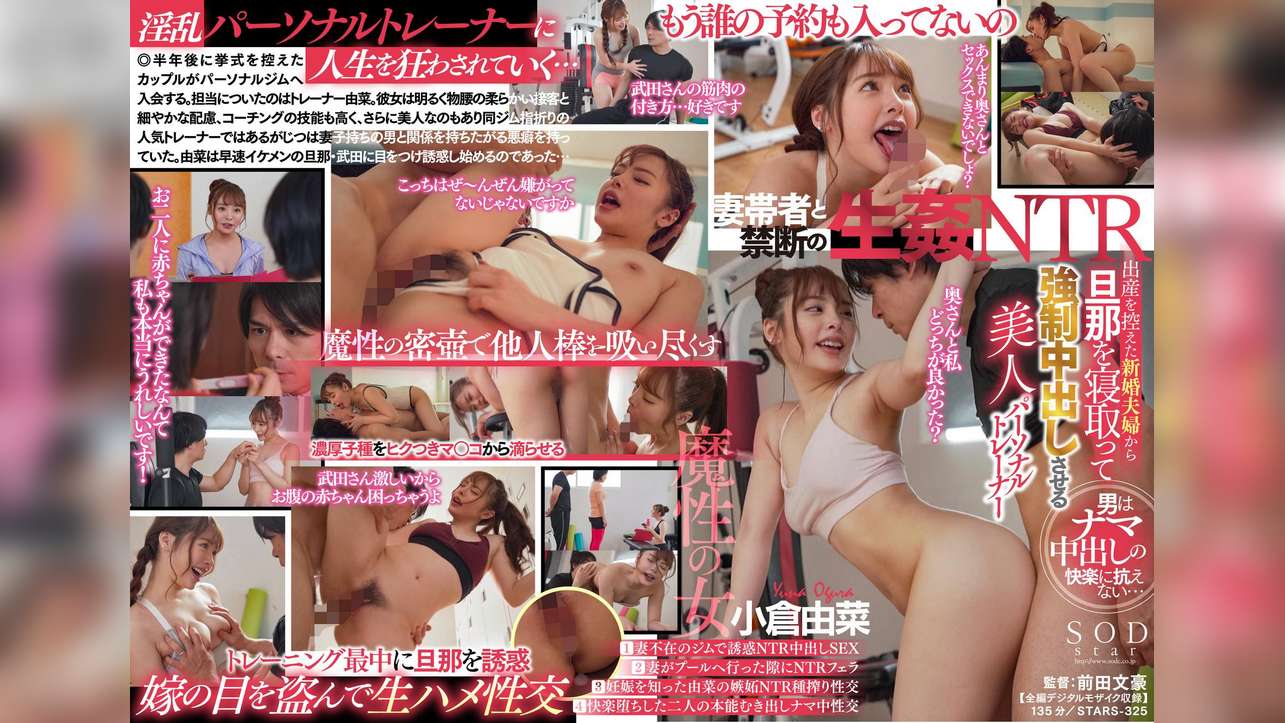 淫乱パーソナルトレーナーに
人生を狂わされていく…
◎半年後に挙式を控えた
カップルがパーソナルジムへ
入会する。担当についたのはトレーナー由菜。彼女は明るく物腰の柔らかい接客と
細やかな配慮、コーチングの技能も高く、さらに美人なのもあり同ジム指折りの
人気トレーナーではあるがじつは妻子持ちの男と関係を持ちたがる悪癖を持っ
ていた。由菜は早速イケメンの旦那・武田に目をつけ誘惑し始めるのであった…
武田さんの筋肉の
付き方…好きです
こっちはぜ〜んぜん嫌がって
ないじゃないですか
お二人に赤ちゃんができたなんて
私も本当にうれしいです!
魔性の密壺で他人棒を吸い尽くす
濃厚子種をヒクつきマ〇コから滴らせる
武田さん激しいから
お腹の赤ちゃん困っちゃうよ
トレーニング最中に旦那を誘惑
嫁の目を盗んで生ハメ性交
魔性の女
もう誰の予約も入ってないの
あんまり奥さんと
セックスできないでしょ?
妻帯者と
禁断の
生姦NTR
奥さんと私
どっちが良かった?
出産を控えた新婚夫婦から
旦那を寝取って
強制中出しさせる
美人パーソナル
トレーナー
男は
ナマ
中出しの
快楽に抗え
ない…
Yuna Ogura
小倉由菜
1妻不在のジムで誘惑NTR中出しSEX
2妻がプールへ行った隙にNTRフェラ
3妊娠を知った由菜の嫉妬NTR種搾り性交
4快楽堕ちした二人の本能むき出しナマ中性交
SOD
star
http://www.sodc.co.jp
監督:前田文豪
【全編デジタルモザイク収録】
135分/STARS-325